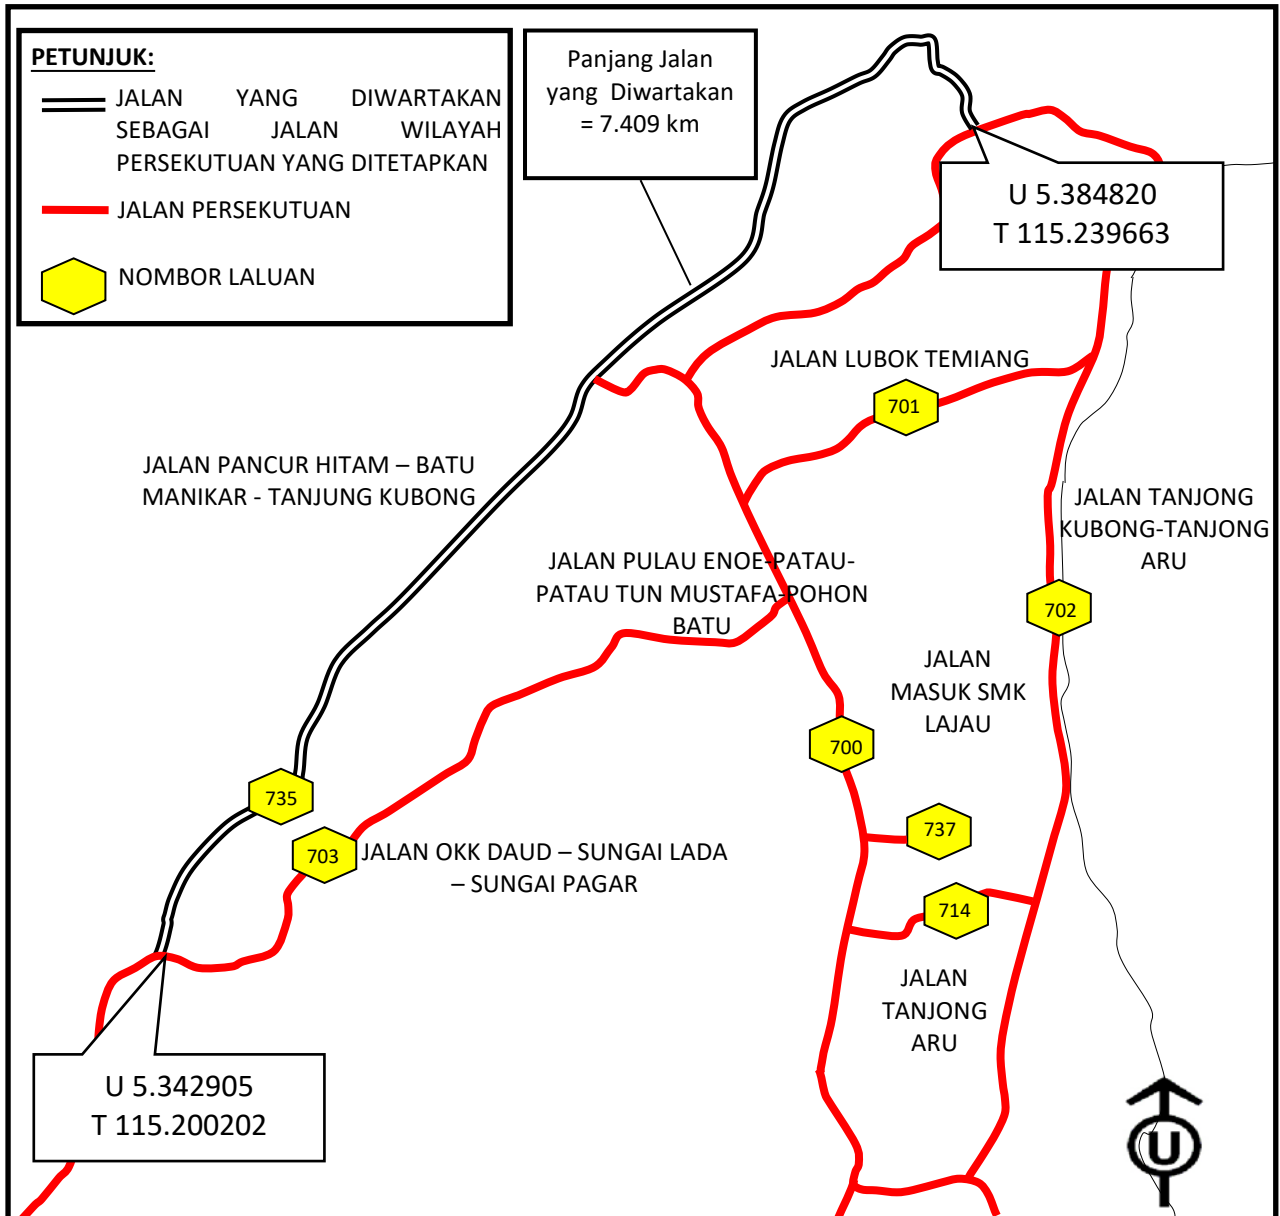 PETUNJUK:
JALAN YANG DIWARTAKAN
SEBAGAI JALAN WILAYAH
PERSEKUTUAN YANG DITETAPKAN
JALAN PERSEKUTUAN
NOMBOR LALUAN
Panjang Jalan
yang Diwartakan
= 7.409 km
U 5.384820
T 115.239663
JALAN LUBOK TEMIANG
701
JALAN PANCUR HITAM – BATU
MANIKAR - TANJUNG KUBONG
JALAN TANJONG
KUBONG-TANJONG
ARU
JALAN PULAU ENOE-PATAU-
PATAU TUN MUSTAFA-POHON
BATU
702
JALAN
MASUK SMK
LAJAU
700
735
737
703
JALAN OKK DAUD – SUNGAI LADA
– SUNGAI PAGAR
714
JALAN
TANJONG
ARU
U 5.342905
T 115.200202
U